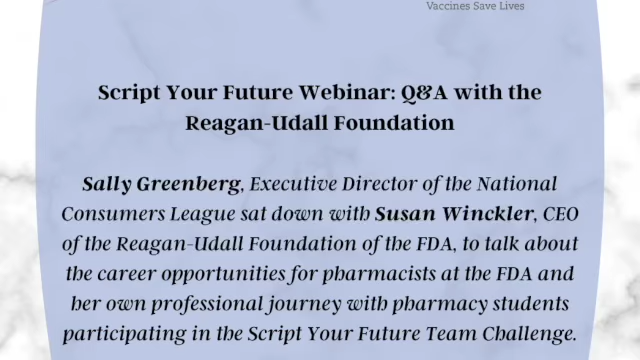 Vaccines Save Lives
Script Your Future Webinar: Q&A with the
Reagan-Udall Foundation
Sally Greenberg, Executive Director of the National
Consumers League sat down with Susan Winckler, CEO
of the Reagan-Udall Foundation of the FDA, to talk about
the career opportunities for pharmacists at the FDA and
her own professional journey with pharmacy students
participating in the Script Your Future Team Challenge.